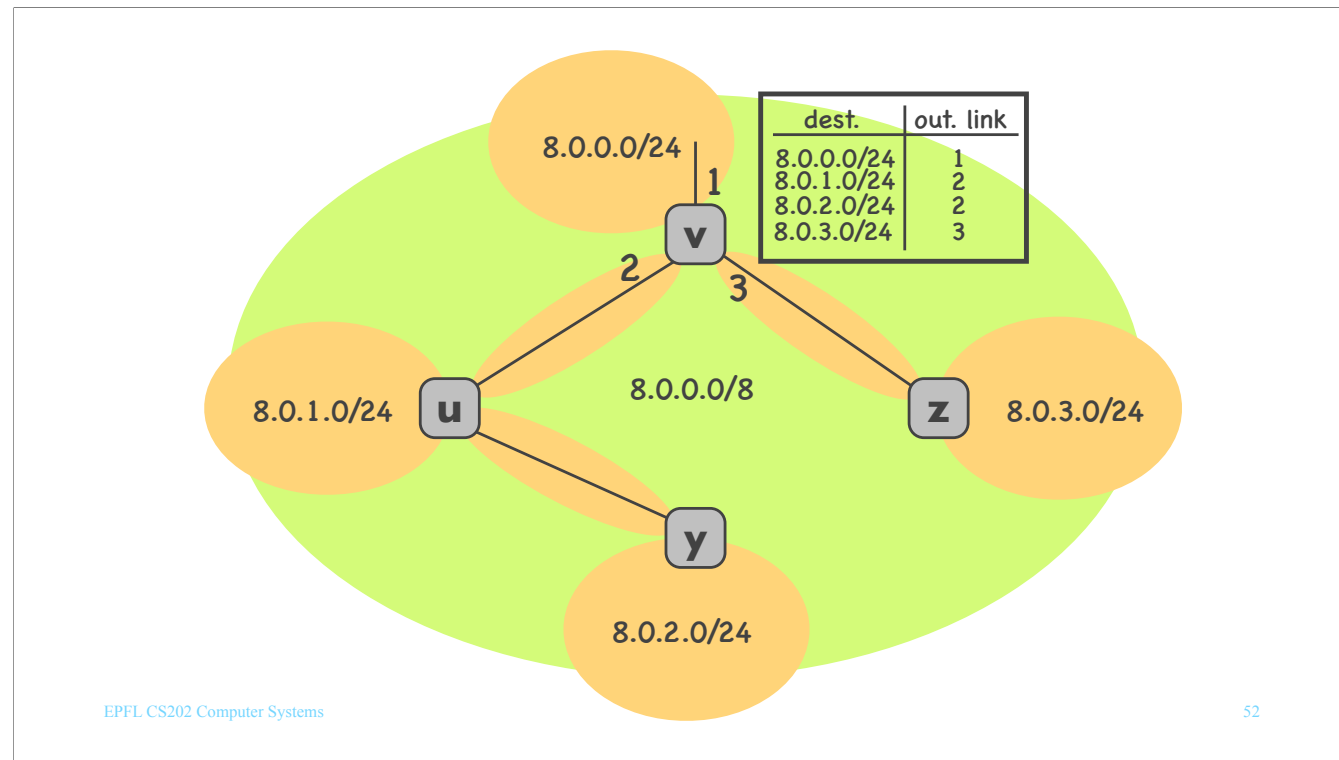 8.0.0.0/24
dest. out. link
8.0.0.0/24 1
8.0.1.0/24 2
8.0.2.0/24 2
8.0.3.0/24 3
1
v
2
3
8.0.0.0/8
8.0.1.0/24
u
z
8.0.3.0/24
y
8.0.2.0/24
EPFL CS202 Computer Systems
52